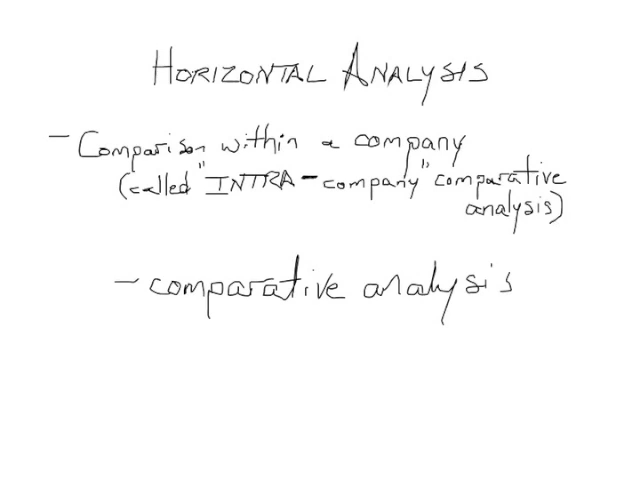 HORIZONTAL ANALYSIS
- Comparison within a company
(called "INTRA-company" comparative
analysis)
- comparative analysis